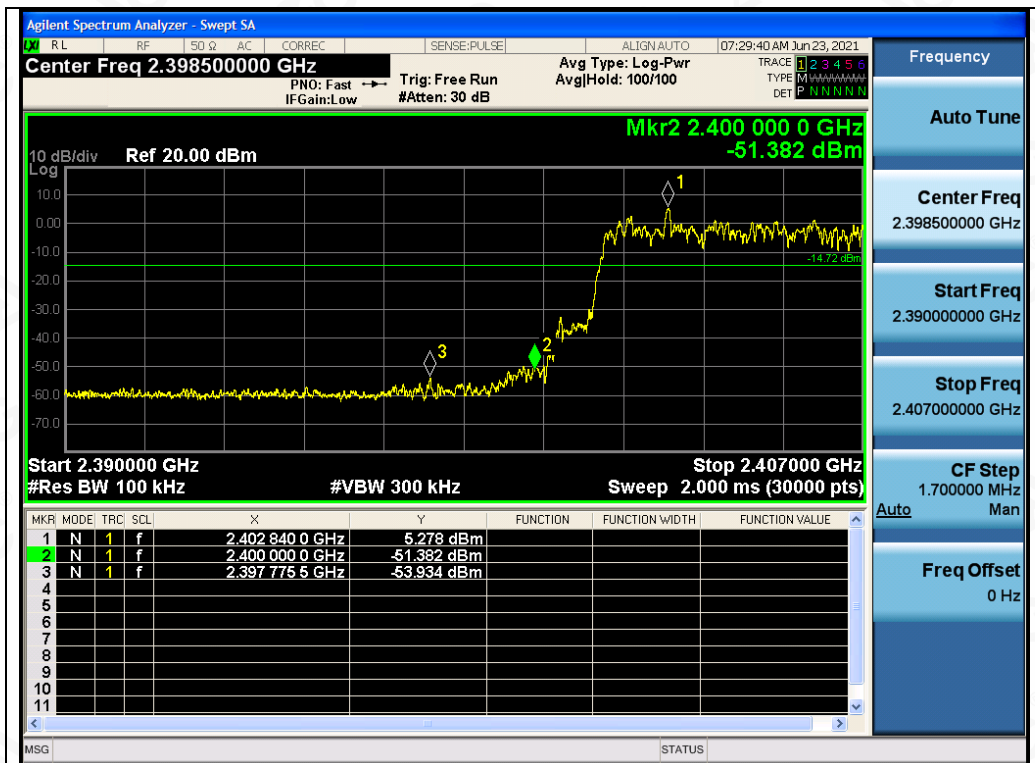 Agilent Spectrum Analyzer - Swept SA
LXI RL RF 50 Ω AC CORREC SENSE:PULSE ALIGN AUTO 07:29:40 AM Jun 23, 2021
Center Freq 2.398500000 GHz
PNO: Fast
IFGain:Low
Trig: Free Run
#Atten: 30 dB
Avg Type: Log-Pwr
Avg|Hold: 100/100
TRACE 1 2 3 4 5 6
TYPE M WWWWW
DET P N N N N N
Mkr2 2.400 000 0 GHz
-51.382 dBm
10 dB/div Ref 20.00 dBm
Log
10.0
0.00
-10.0
-20.0
-30.0
-40.0
-50.0
-60.0
-70.0
1
-14.72 dBm
2
3
Start 2.390000 GHz Stop 2.407000 GHz
#Res BW 100 kHz #VBW 300 kHz Sweep 2.000 ms (30000 pts)
MKR MODE TRC SCL X Y FUNCTION FUNCTION WIDTH FUNCTION VALUE
1 N 1 f 2.402 840 0 GHz 5.278 dBm
2 N 1 f 2.400 000 0 GHz -51.382 dBm
3 N 1 f 2.397 775 5 GHz -53.934 dBm
4
5
6
7
8
9
10
11
MSG STATUS
Frequency
Auto Tune
Center Freq
2.398500000 GHz
Start Freq
2.390000000 GHz
Stop Freq
2.407000000 GHz
CF Step
1.700000 MHz
Auto Man
Freq Offset
0 Hz